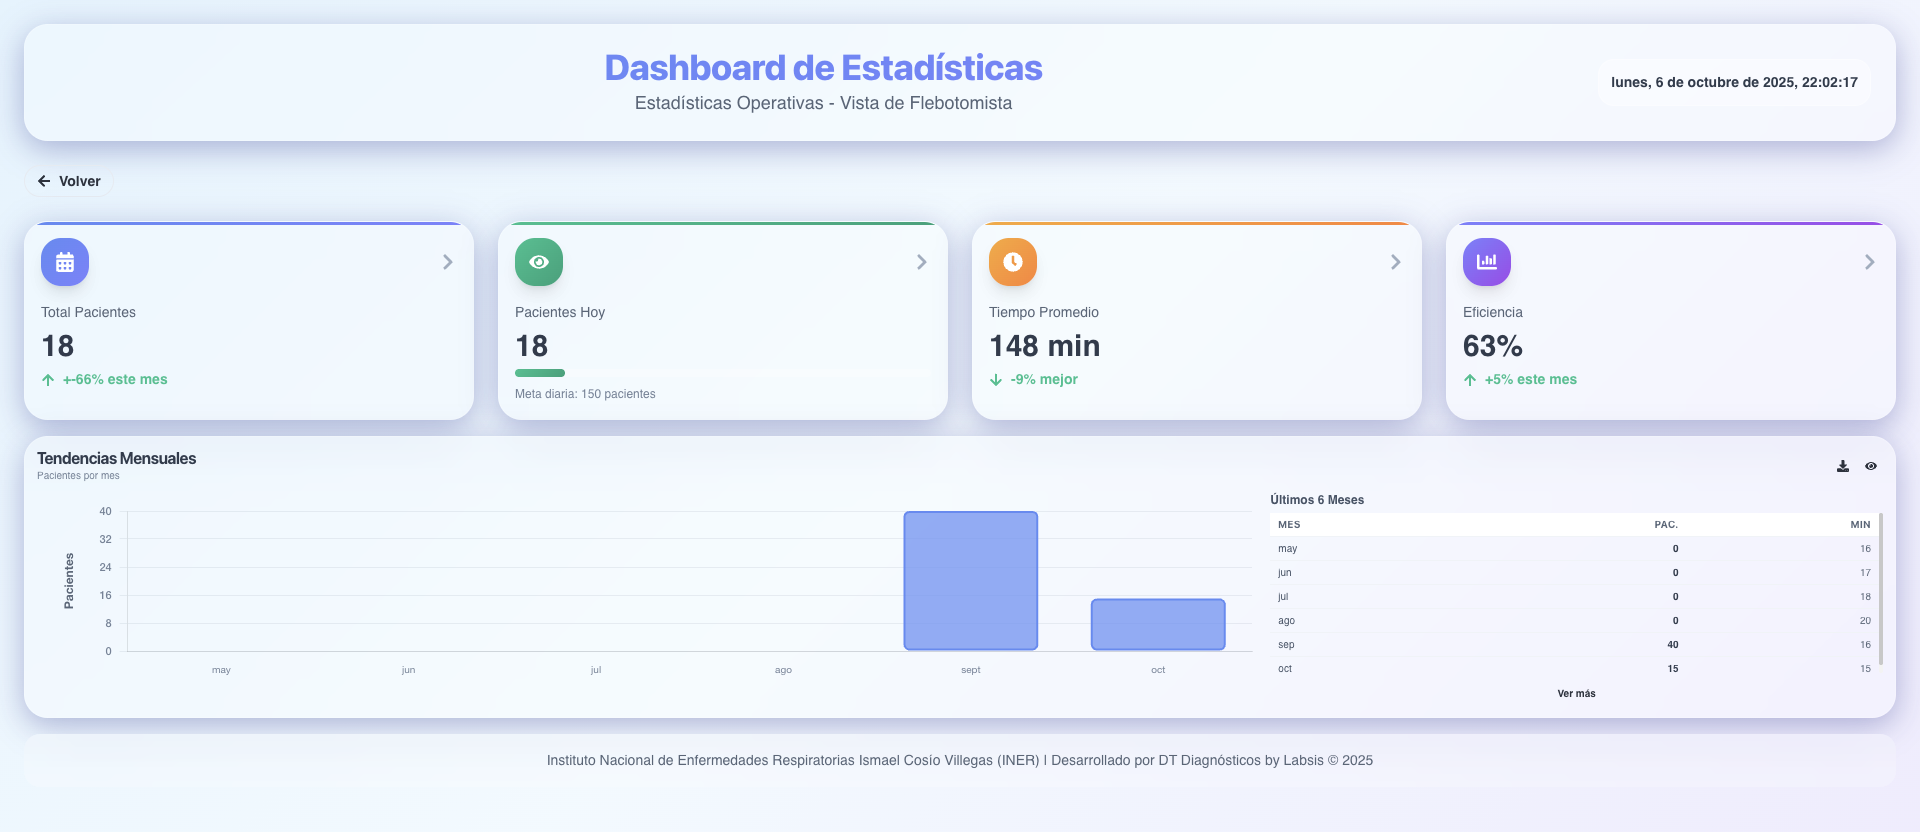 Dashboard de Estadísticas
Estadísticas Operativas - Vista de Flebotomista
lunes, 6 de octubre de 2025, 22:02:17
Volver
Total Pacientes
18
+-66% este mes
Pacientes Hoy
18
Meta diaria: 150 pacientes
Tiempo Promedio
148 min
-9% mejor
Eficiencia
63%
+5% este mes
Tendencias Mensuales
Pacientes por mes
Pacientes
40
32
24
16
8
0
may jun jul ago sept oct
Últimos 6 Meses
MES PAC. MIN
may 0 16
jun 0 17
jul 0 18
ago 0 20
sep 40 16
oct 15 15
Ver más
Instituto Nacional de Enfermedades Respiratorias Ismael Cosío Villegas (INER) | Desarrollado por DT Diagnósticos by Labsis © 2025